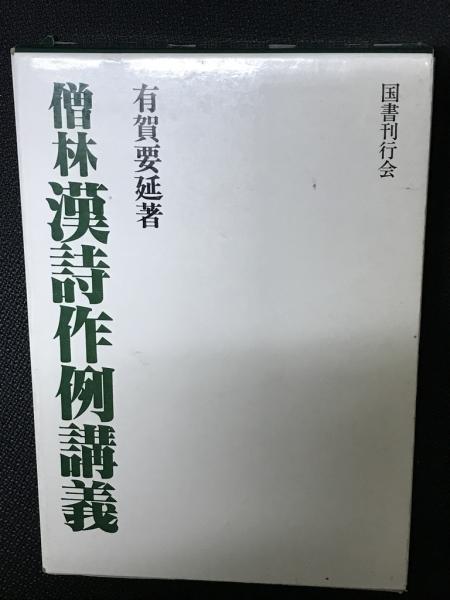 国書刊行会
有賀要延著
僧林漢詩作例講義